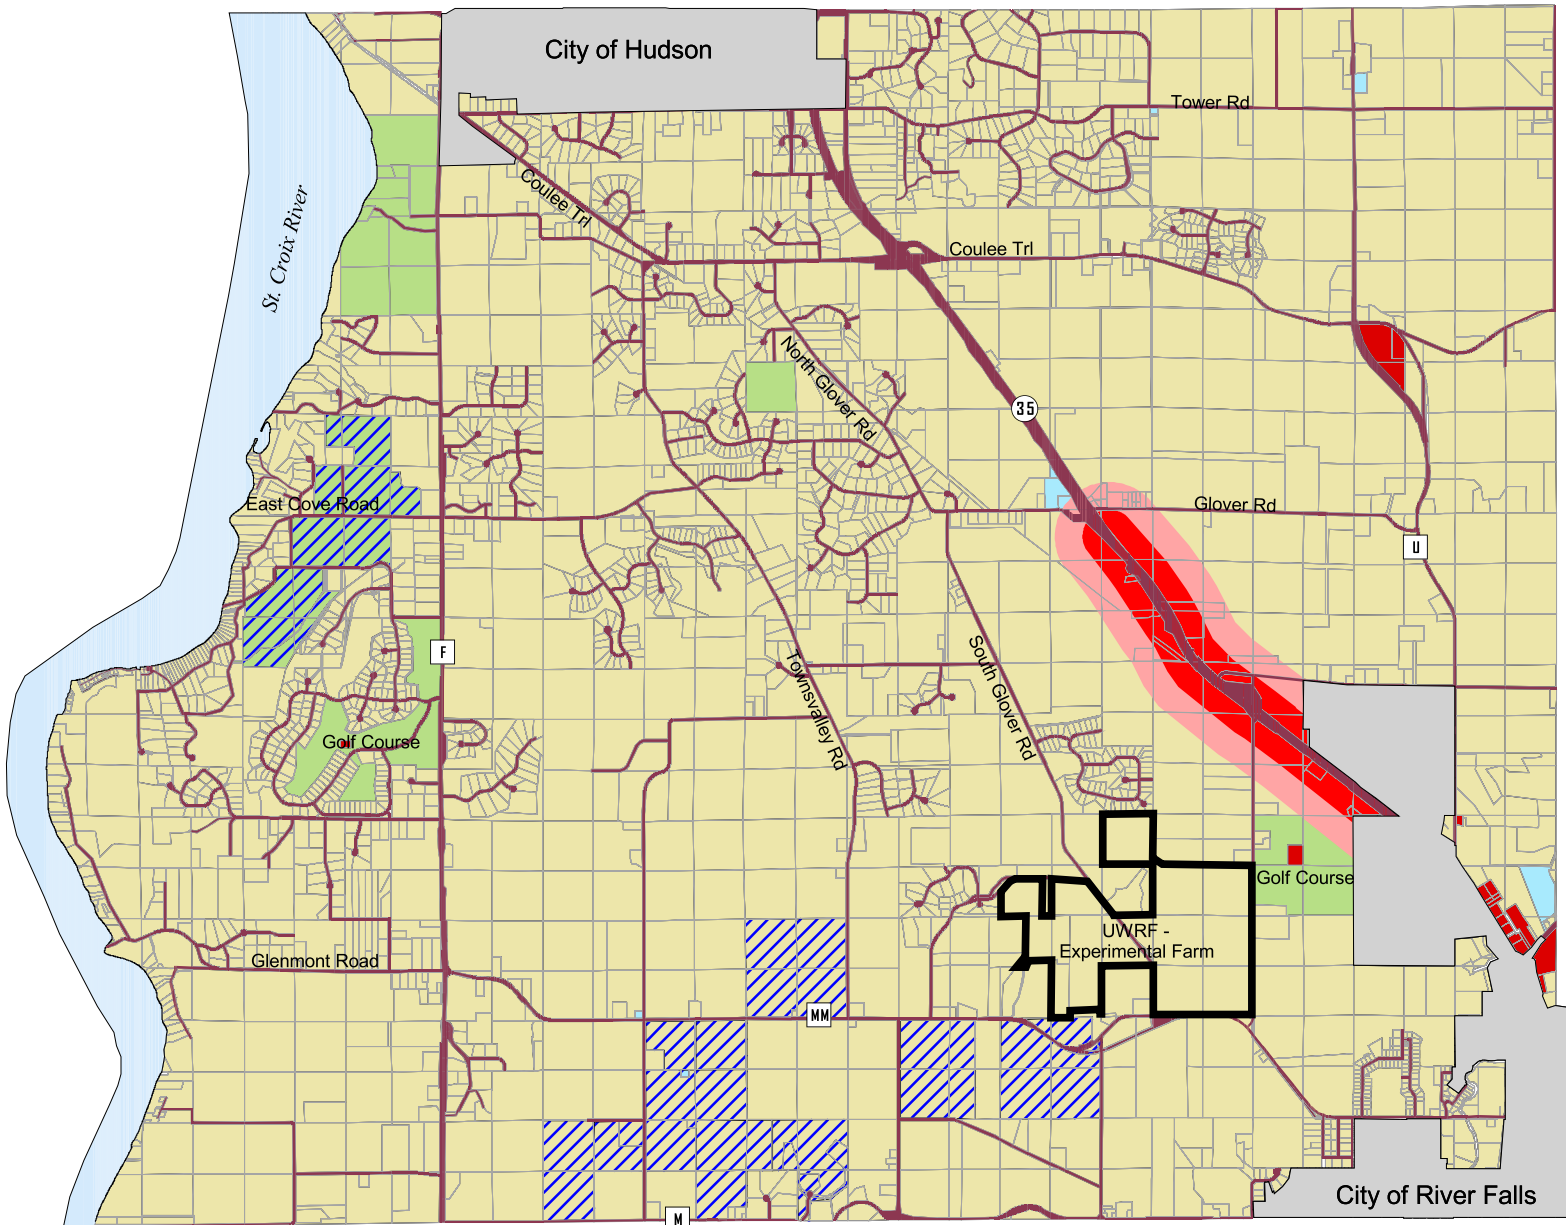 City of Hudson
Tower Rd
Coulee Trl
St. Croix River
Coulee Trl
North Glover Rd
35
East Cove Road
Glover Rd
U
F
South Glover Rd
Townsvalley Rd
Golf Course
Golf Course
UWRF -
Experimental Farm
Glenmont Road
MM
City of River Falls
M